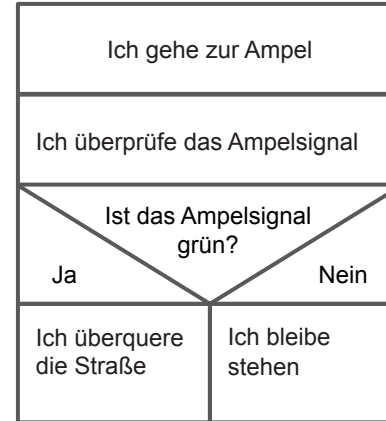 Ich gehe zur Ampel
Ich überprüfe das Ampelsignal
Ist das Ampelsignal
grün?
Ja
Nein
Ich überquere
die Straße
Ich bleibe
stehen